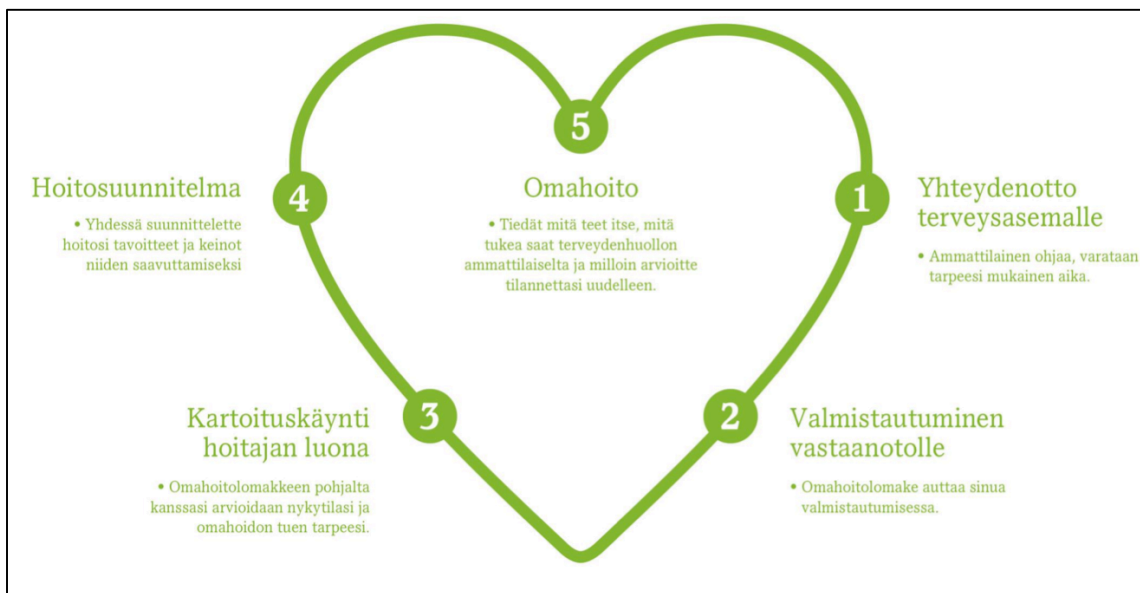 5
4
Hoitosuunnitelma
• Yhdessä suunnittelette
hoitosi tavoitteet ja keinot
niiden saavuttamiseksi
Omahoito
• Tiedät mitä teet itse, mitä
tukea saat terveydenhuollon
ammattilaiselta ja milloin arvioitte
tilannettasi uudelleen.
1
Yhteydenotto
terveysasemalle
• Ammattilainen ohjaa, varataan
tarpeesi mukainen aika.
3
Kartoituskäynti
hoitajan luona
• Omahoitolomakkeen pohjalta
kanssasi arvioidaan nykytilasi ja
omahoidon tuen tarpeesi.
2
Valmistautuminen
vastaanotolle
• Omahoitolomake auttaa sinua
valmistautumisessa.